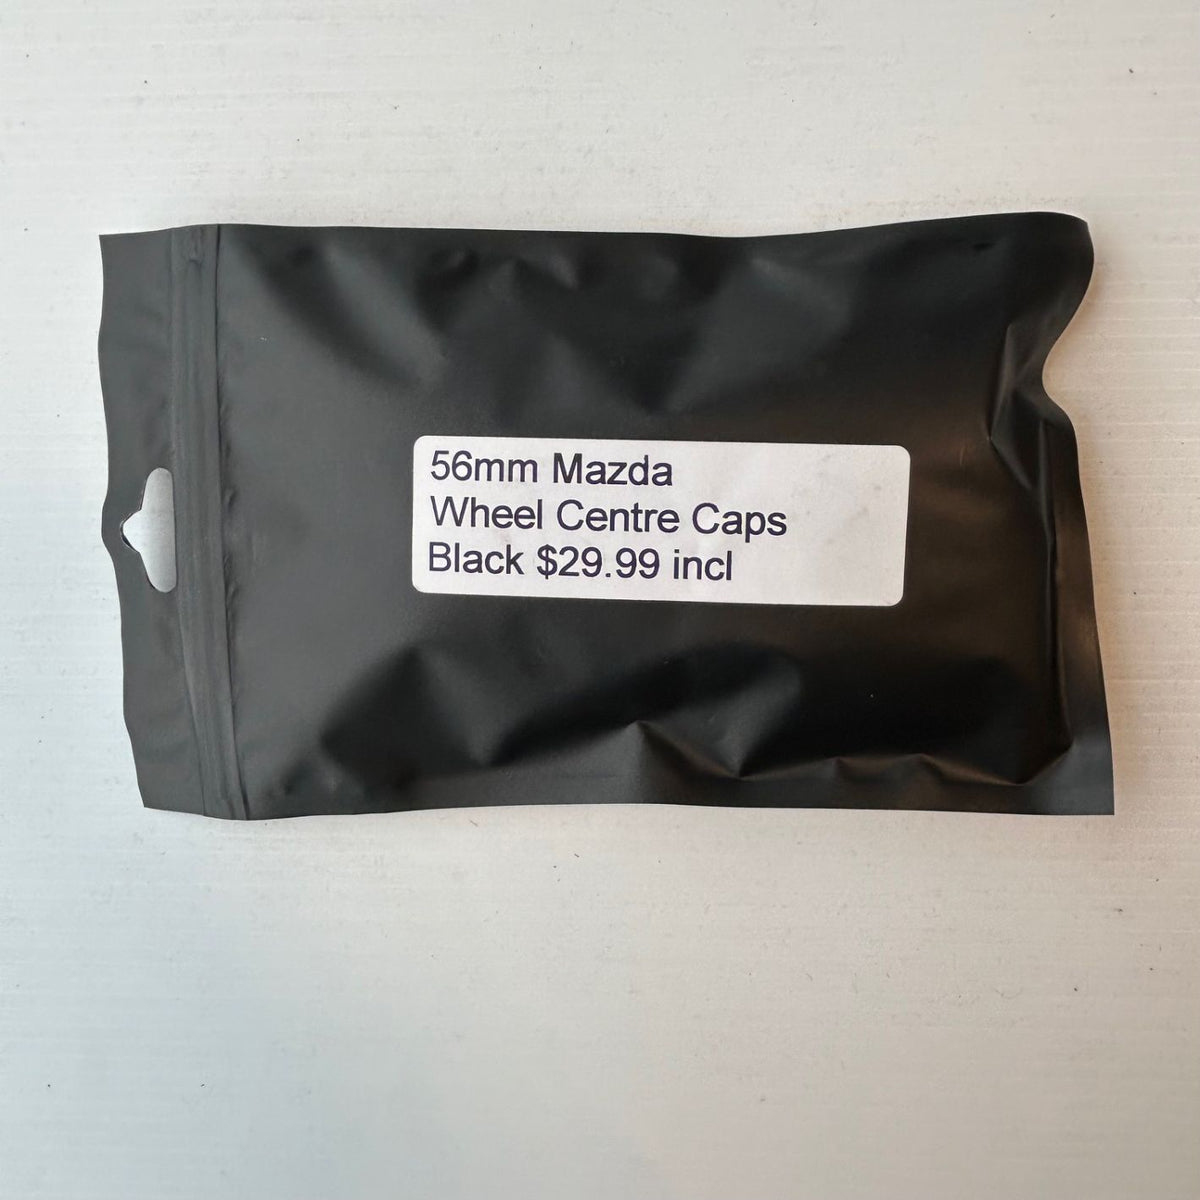 56mm Mazda
Wheel Centre Caps
Black $29.99 incl